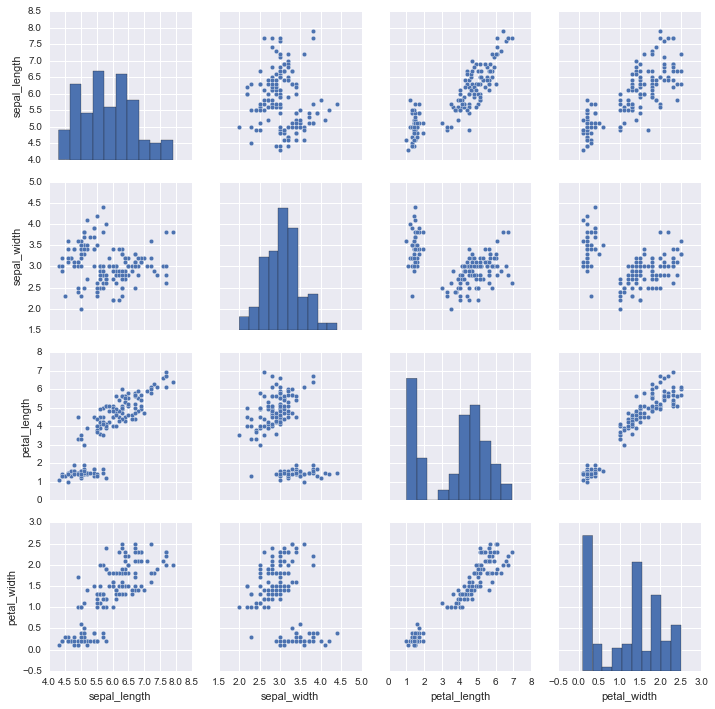 8.5
8.0
7.5
7.0
6.5
6.0
5.5
5.0
4.5
4.0
sepal_length
5.0
4.5
4.0
3.5
3.0
2.5
2.0
1.5
sepal_width
8
7
6
5
4
3
2
1
0
petal_length
3.0
2.5
2.0
1.5
1.0
0.5
0.0
−0.5
petal_width
4.0 4.5 5.0 5.5 6.0 6.5 7.0 7.5 8.0 8.5
sepal_length
1.5 2.0 2.5 3.0 3.5 4.0 4.5 5.0
sepal_width
0 1 2 3 4 5 6 7 8
petal_length
−0.5 0.0 0.5 1.0 1.5 2.0 2.5 3.0
petal_width